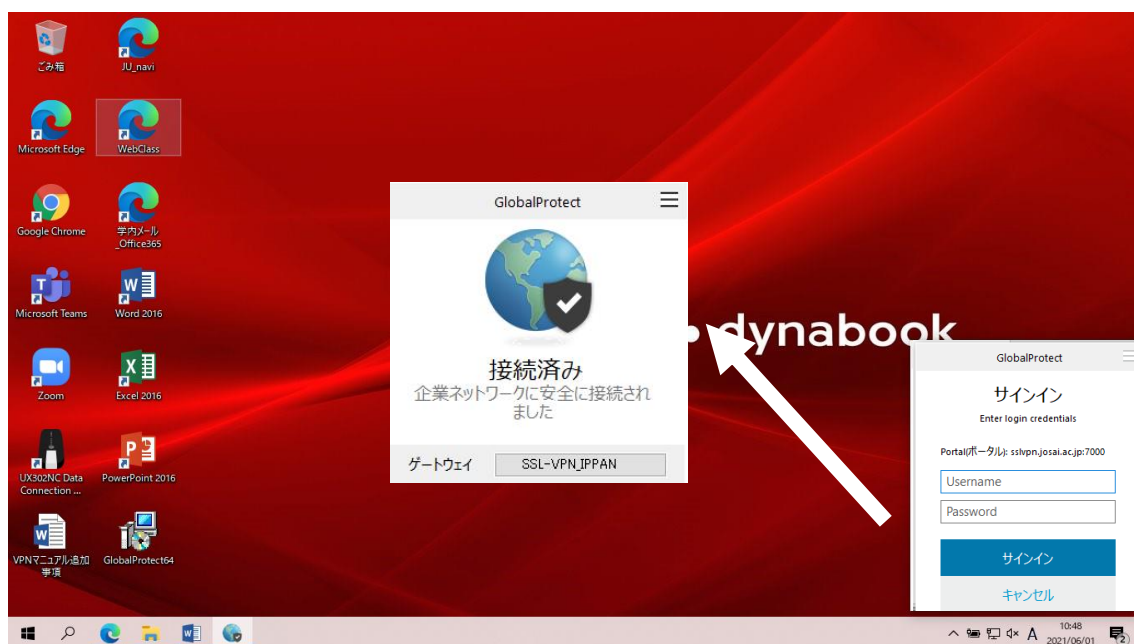 ごみ箱
JU_navi
Microsoft Edge
WebClass
Google Chrome
学内メール
_Office365
Microsoft Teams
Word 2016
Zoom
Excel 2016
UX302NC Data
Connection ...
PowerPoint 2016
VPNマニュアル追加
事項
GlobalProtect64
GlobalProtect
接続済み
企業ネットワークに安全に接続され
ました
ゲートウェイ
SSL-VPN_IPPAN
dynabook
GlobalProtect
サインイン
Enter login credentials
Portal(ポータル): sslvpn.josai.ac.jp:7000
Username
Password
サインイン
キャンセル
A
10:48
2021/06/01
2